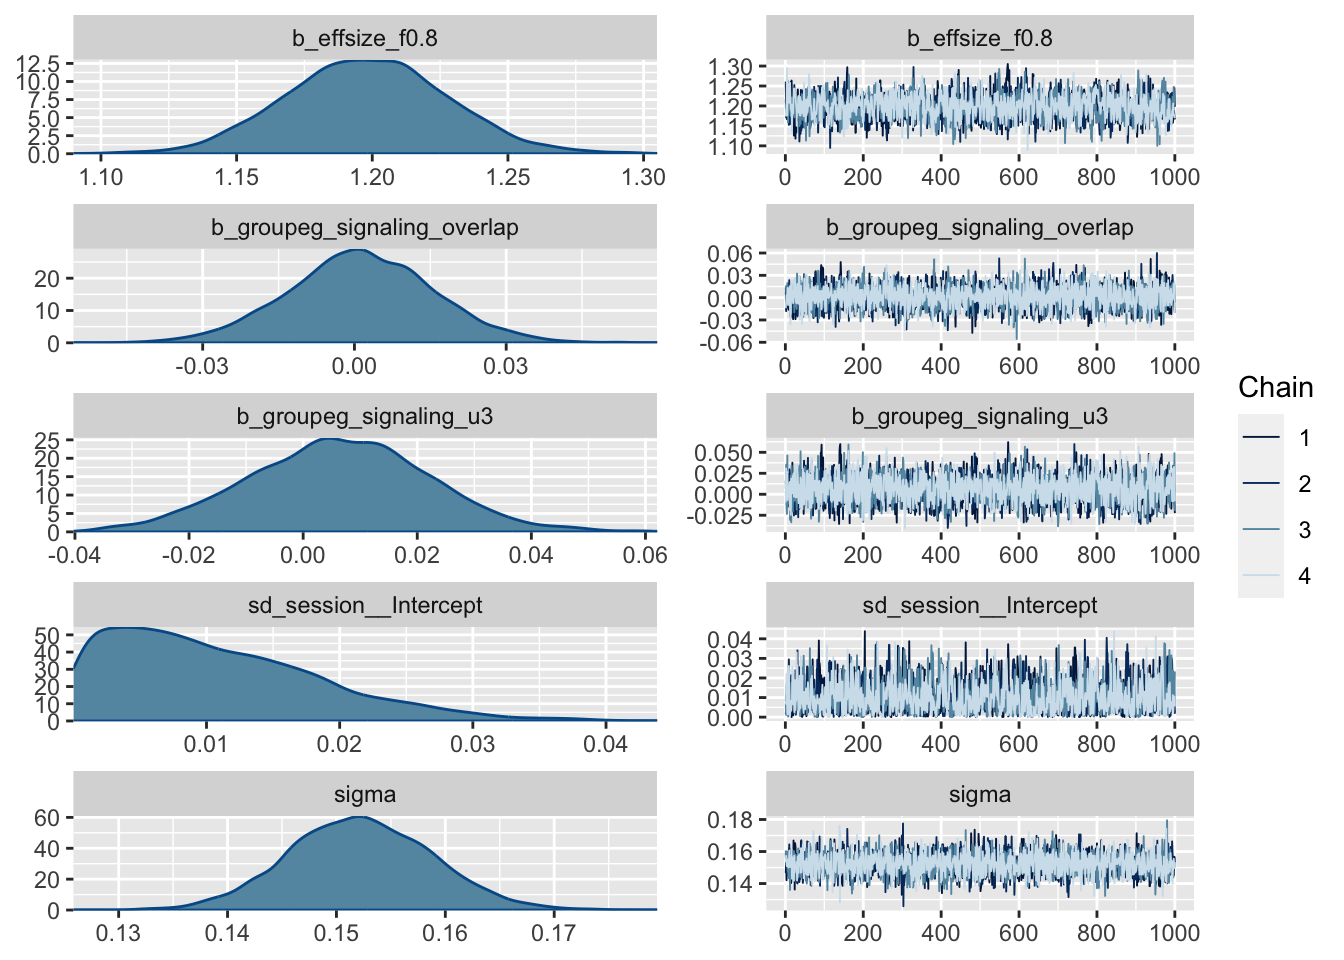 b_effsize_f0.8
12.5
10.0
7.5
5.0
2.5
0.0
1.10 1.15 1.20 1.25 1.30
b_effsize_f0.8
1.30
1.25
1.20
1.15
1.10
0 200 400 600 800 1000
b_groupeg_signaling_overlap
20
10
0
-0.03 0.00 0.03
b_groupeg_signaling_overlap
0.06
0.03
0.00
-0.03
-0.06
0 200 400 600 800 1000
b_groupeg_signaling_u3
25
20
15
10
5
0
-0.04 -0.02 0.00 0.02 0.04 0.06
b_groupeg_signaling_u3
0.050
0.025
0.000
-0.025
0 200 400 600 800 1000
sd_session__Intercept
50
40
30
20
10
0
0.01 0.02 0.03 0.04
sd_session__Intercept
0.04
0.03
0.02
0.01
0.00
0 200 400 600 800 1000
sigma
60
40
20
0
0.13 0.14 0.15 0.16 0.17
sigma
0.18
0.16
0.14
0 200 400 600 800 1000
Chain
1
2
3
4